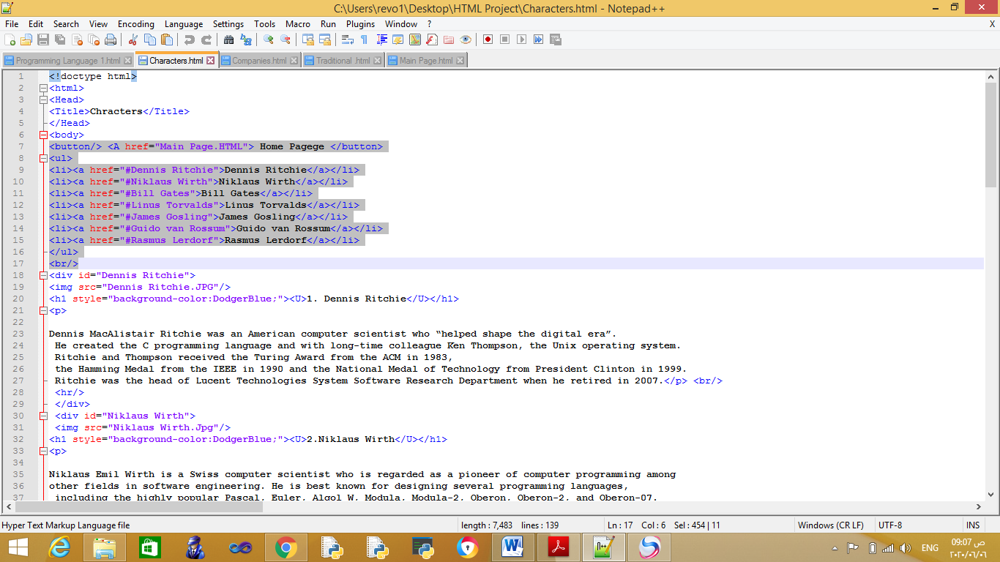 C:\Users\revo1\Desktop\HTML Project\Characters.html - Notepad++
File Edit Search View Encoding Language Settings Tools Macro Run Plugins Window ? X
Programming Language 1.html Characters.html Companies.html Traditional .html Main Page.html
1 <!doctype html>
2 <html>
3 <Head>
4 <Title>Chracters</Title>
5 </Head>
6 <body>
7 <button/> <A href="Main Page.HTML"> Home Pagege </button>
8 <ul>
9 <li><a href="#Dennis Ritchie">Dennis Ritchie</a></li>
10 <li><a href="#Niklaus Wirth">Niklaus Wirth</a></li>
11 <li><a href="#Bill Gates">Bill Gates</a></li>
12 <li><a href="#Linus Torvalds">Linus Torvalds</a></li>
13 <li><a href="#James Gosling">James Gosling</a></li>
14 <li><a href="#Guido van Rossum">Guido van Rossum</a></li>
15 <li><a href="#Rasmus Lerdorf">Rasmus Lerdorf</a></li>
16 </ul>
17 <br/>
18 <div id="Dennis Ritchie">
19 <img src="Dennis Ritchie.JPG"/>
20 <h1 style="background-color:DodgerBlue;"><U>1. Dennis Ritchie</U></h1>
21 <p>
22
23 Dennis MacAlistair Ritchie was an American computer scientist who “helped shape the digital era”.
24 He created the C programming language and with long-time colleague Ken Thompson, the Unix operating system.
25 Ritchie and Thompson received the Turing Award from the ACM in 1983,
26 the Hamming Medal from the IEEE in 1990 and the National Medal of Technology from President Clinton in 1999.
27 Ritchie was the head of Lucent Technologies System Software Research Department when he retired in 2007.</p> <br/>
28 <hr/>
29 </div>
30 <div id="Niklaus Wirth">
31 <img src="Niklaus Wirth.Jpg"/>
32 <h1 style="background-color:DodgerBlue;"><U>2.Niklaus Wirth</U></h1>
33 <p>
34
35 Niklaus Emil Wirth is a Swiss computer scientist who is regarded as a pioneer of computer programming among
36 other fields in software engineering. He is best known for designing several programming languages,
37 including the highly popular Pascal, Euler, Algol W, Modula, Modula-2, Oberon, Oberon-2, and Oberon-07.
Hyper Text Markup Language file length : 7,483 lines : 139 Ln : 17 Col : 6 Sel : 454 | 11 Windows (CR LF) UTF-8 INS
ENG 09:07 ص
٢٠٢٠/٠٦/٠٦